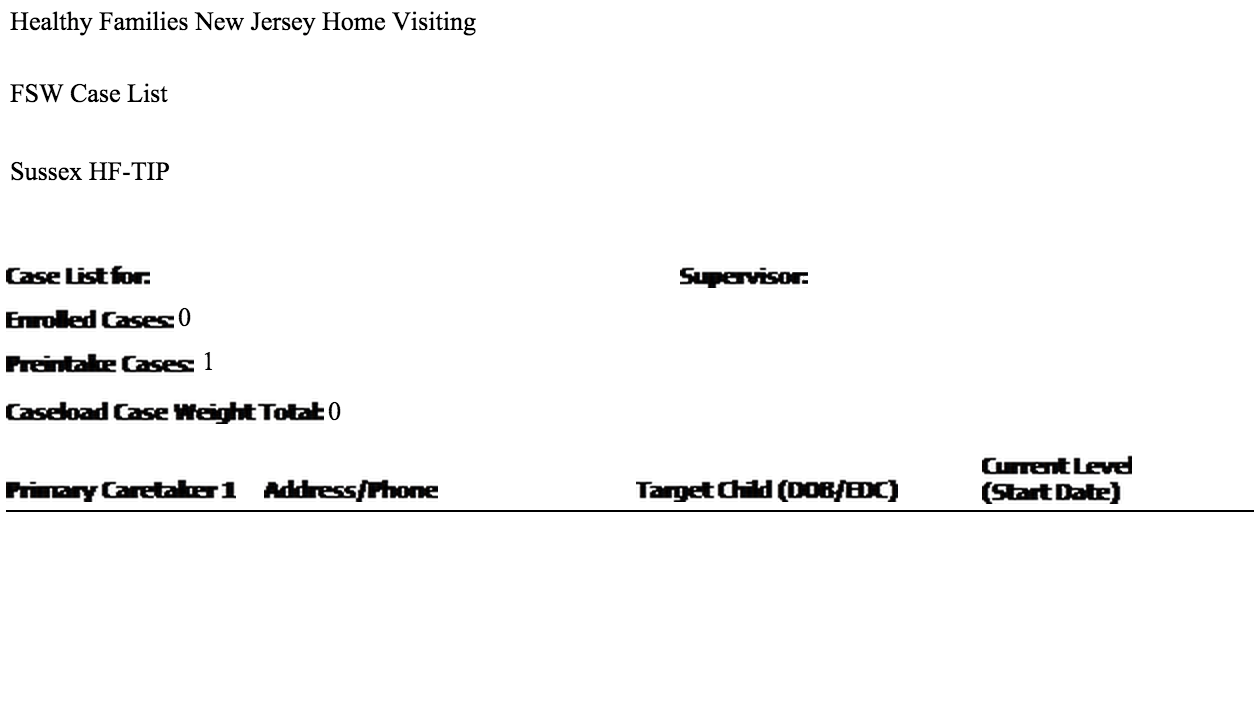 Healthy Families New Jersey Home Visiting
FSW Case List
Sussex HF-TIP
Case List for: Supervisor:
Enrolled Cases: 0
Preintake Cases: 1
Caseload Case Weight Total: 0
Current Level
Primary Caretaker 1 Address/Phone Target Child (DOB/EDC) (Start Date)